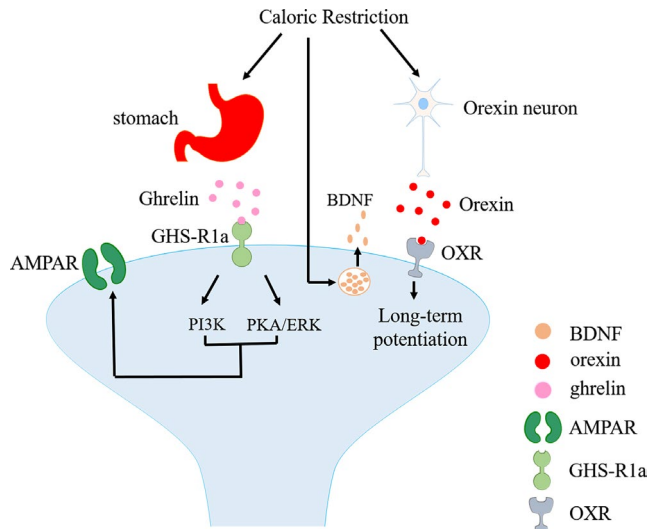 Caloric Restriction
stomach
Orexin neuron
Ghrelin
BDNF
Orexin
GHS-R1a
OXR
AMPAR
PI3K
PKA/ERK
Long-term
potentiation
BDNF
orexin
ghrelin
AMPAR
GHS-R1a
OXR